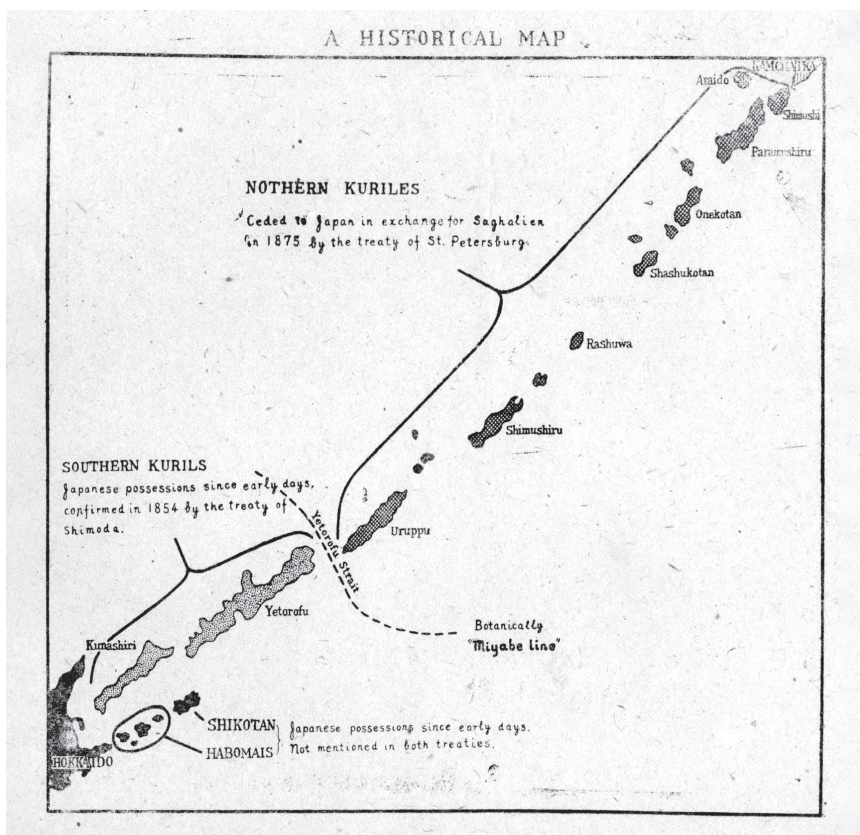 A HISTORICAL MAP
KAMCHATKA
Araido
Shimushi
Paramushiru
NOTHERN KURILES
Ceded to Japan in exchange for Saghalien
in 1875 by the treaty of St. Petersburg.
Onekotan
Shashukotan
Rashuwa
Shimushiru
SOUTHERN KURILS
Japanese possessions since early days,
confirmed in 1854 by the treaty of
Shimoda.
Uruppu
Yetorofu Strait
Yetorofu
Botanically
"Miyabe line"
Kunashiri
SHIKOTAN
HABOMAIS
Japanese possessions since early days.
Not mentioned in both treaties.
HOKKAIDO